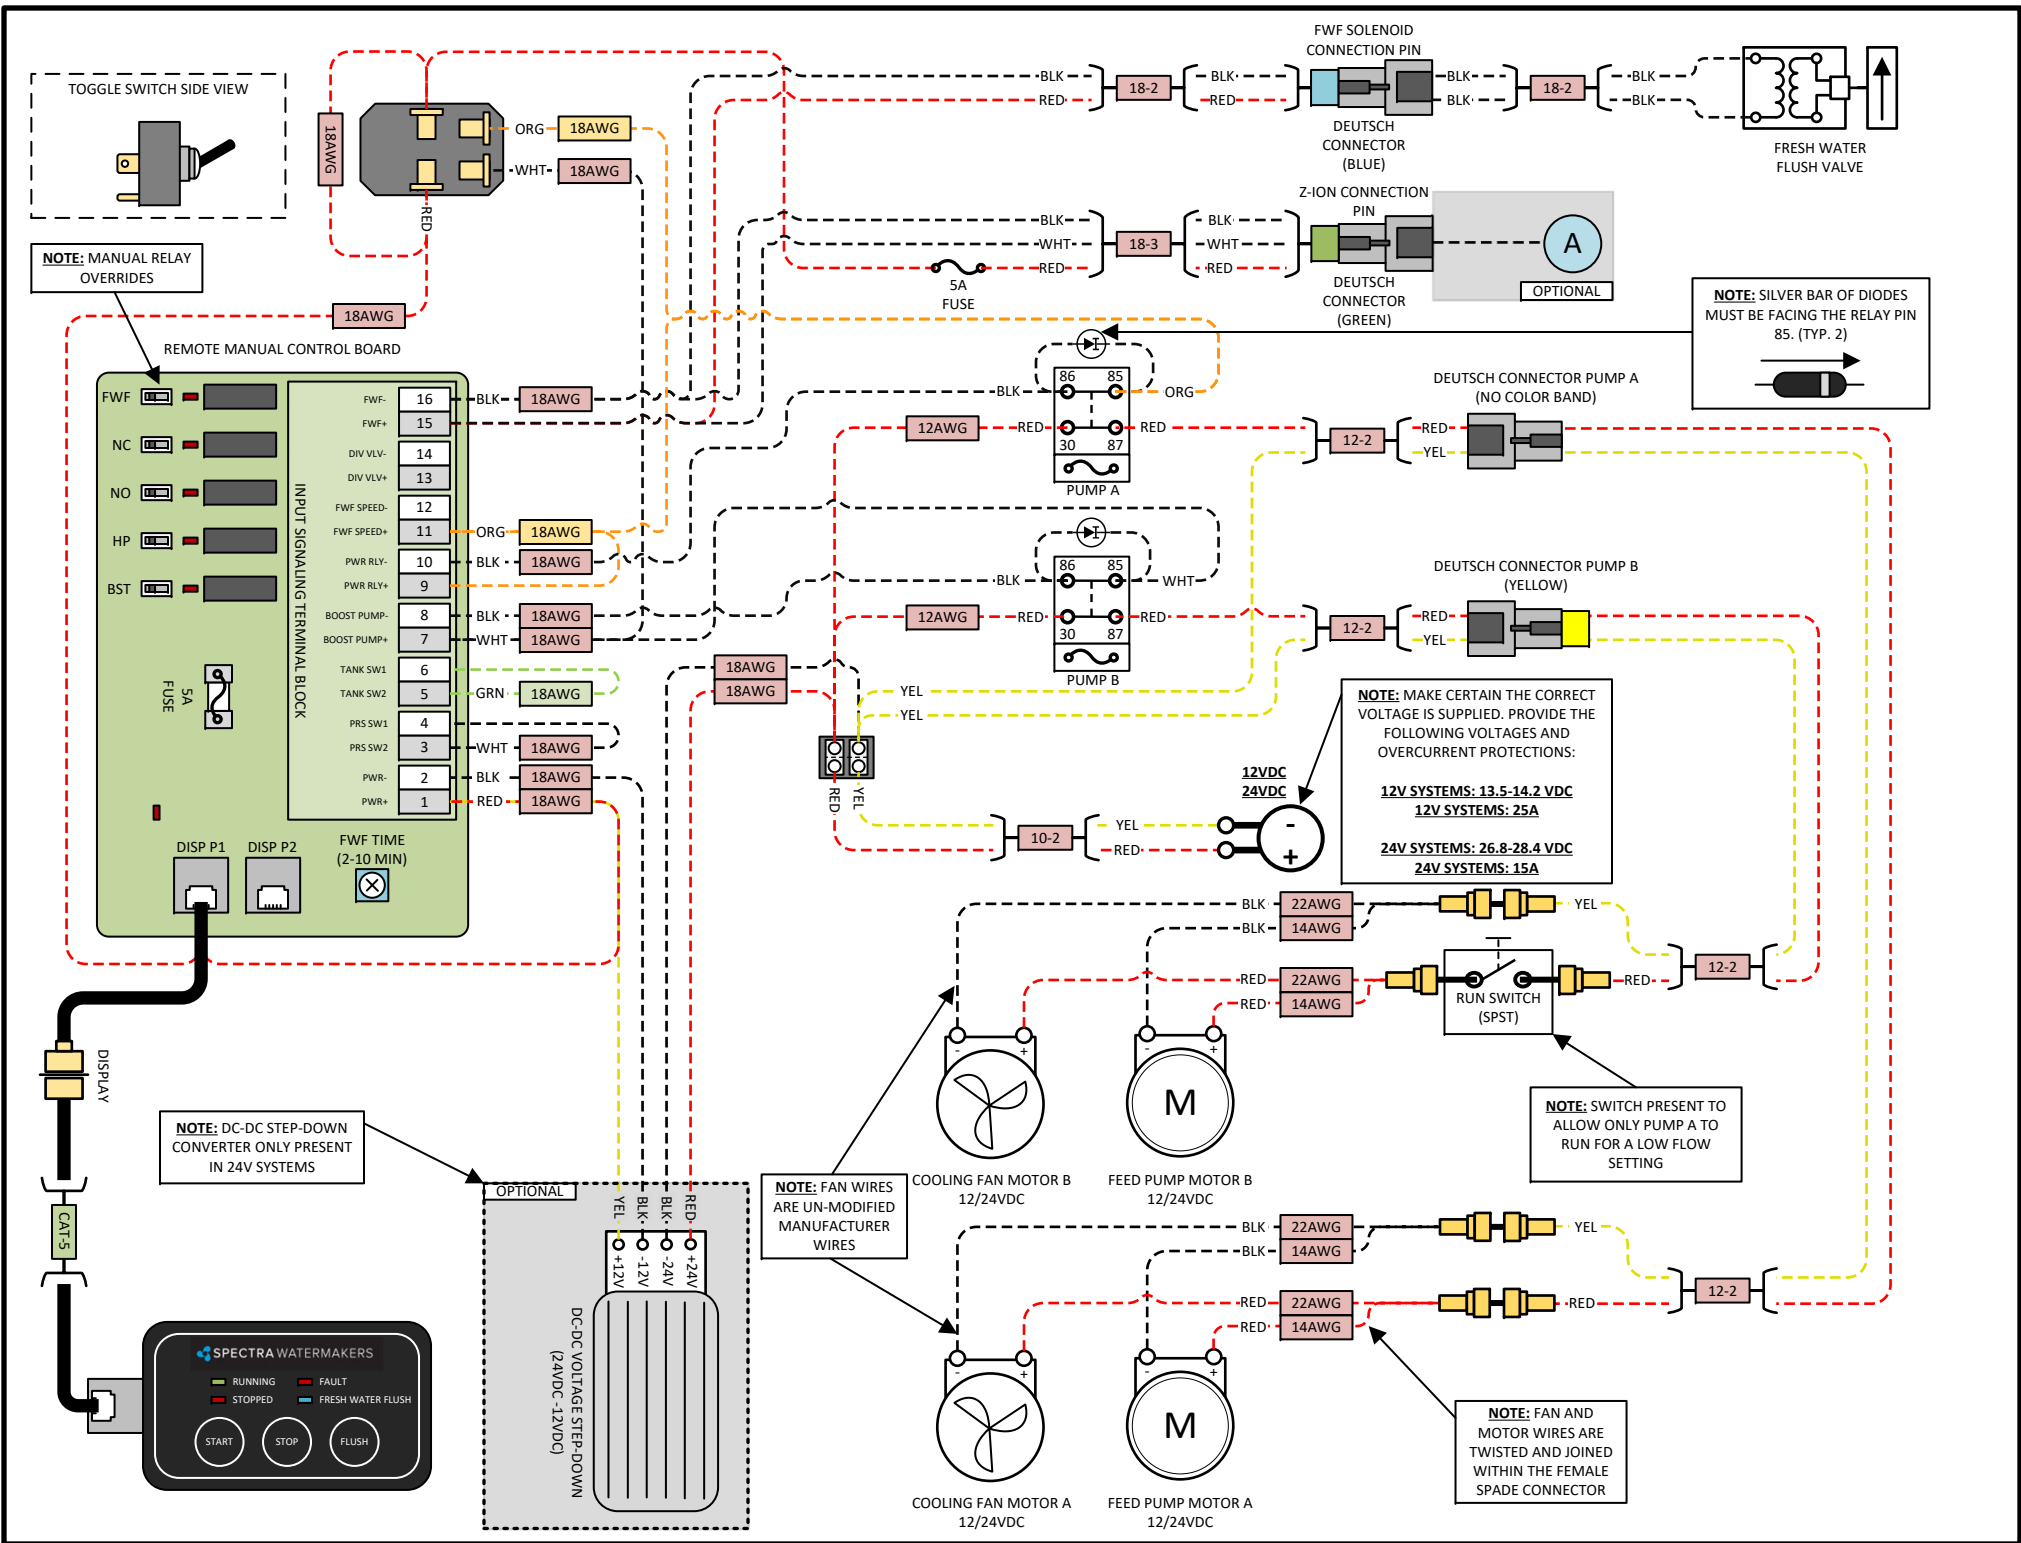 TOGGLE SWITCH SIDE VIEW
18AWG
ORG
18AWG
WHT
18AWG
RED
18AWG
NOTE: MANUAL RELAY
OVERRIDES
REMOTE MANUAL CONTROL BOARD
FWF
NC
NO
HP
BST
5A
FUSE
INPUT SIGNALING TERMINAL BLOCK
FWF- 16 BLK 18AWG
FWF+ 15
DIV VLV- 14
DIV VLV+ 13
FWF SPEED- 12
FWF SPEED+ 11 ORG 18AWG
PWR RLY- 10 BLK 18AWG
PWR RLY+ 9
BOOST PUMP- 8 BLK 18AWG
BOOST PUMP+ 7 WHT 18AWG
TANK SW1 6
TANK SW2 5 GRN 18AWG
PRS SW1 4
PRS SW2 3 WHT 18AWG
PWR- 2 BLK 18AWG
PWR+ 1 RED 18AWG
DISP P1
DISP P2
FWF TIME
(2-10 MIN)
DISPLAY
CAT-5
SPECTRA WATERMAKERS
RUNNING
FAULT
STOPPED
FRESH WATER FLUSH
START
STOP
FLUSH
NOTE: DC-DC STEP-DOWN
CONVERTER ONLY PRESENT
IN 24V SYSTEMS
OPTIONAL
YEL
BLK
BLK
RED
+12V
-12V
-24V
+24V
DC-DC VOLTAGE STEP-DOWN
(24VDC -12VDC)
FWF SOLENOID
CONNECTION PIN
BLK
RED
18-2
BLK
RED
BLK
BLK
18-2
BLK
BLK
DEUTSCH
CONNECTOR
(BLUE)
FRESH WATER
FLUSH VALVE
Z-ION CONNECTION
PIN
BLK
WHT
RED
18-3
BLK
WHT
RED
5A
FUSE
DEUTSCH
CONNECTOR
(GREEN)
A
OPTIONAL
NOTE: SILVER BAR OF DIODES
MUST BE FACING THE RELAY PIN
85. (TYP. 2)
86
85
BLK
ORG
12AWG
RED
RED
30
87
PUMP A
12-2
RED
YEL
DEUTSCH CONNECTOR PUMP A
(NO COLOR BAND)
86
85
BLK
WHT
12AWG
RED
RED
30
87
PUMP B
12-2
RED
YEL
DEUTSCH CONNECTOR PUMP B
(YELLOW)
18AWG
18AWG
YEL
YEL
RED
YEL
10-2
YEL
RED
12VDC
24VDC
-
+
NOTE: MAKE CERTAIN THE CORRECT
VOLTAGE IS SUPPLIED. PROVIDE THE
FOLLOWING VOLTAGES AND
OVERCURRENT PROTECTIONS:
12V SYSTEMS: 13.5-14.2 VDC
12V SYSTEMS: 25A
24V SYSTEMS: 26.8-28.4 VDC
24V SYSTEMS: 15A
BLK
22AWG
BLK
14AWG
YEL
RED
22AWG
RED
14AWG
RUN SWITCH
(SPST)
RED
12-2
-
+
-
+
M
COOLING FAN MOTOR B
12/24VDC
FEED PUMP MOTOR B
12/24VDC
NOTE: SWITCH PRESENT TO
ALLOW ONLY PUMP A TO
RUN FOR A LOW FLOW
SETTING
NOTE: FAN WIRES
ARE UN-MODIFIED
MANUFACTURER
WIRES
BLK
22AWG
BLK
14AWG
YEL
RED
22AWG
RED
14AWG
RED
12-2
-
+
-
+
M
COOLING FAN MOTOR A
12/24VDC
FEED PUMP MOTOR A
12/24VDC
NOTE: FAN AND
MOTOR WIRES ARE
TWISTED AND JOINED
WITHIN THE FEMALE
SPADE CONNECTOR